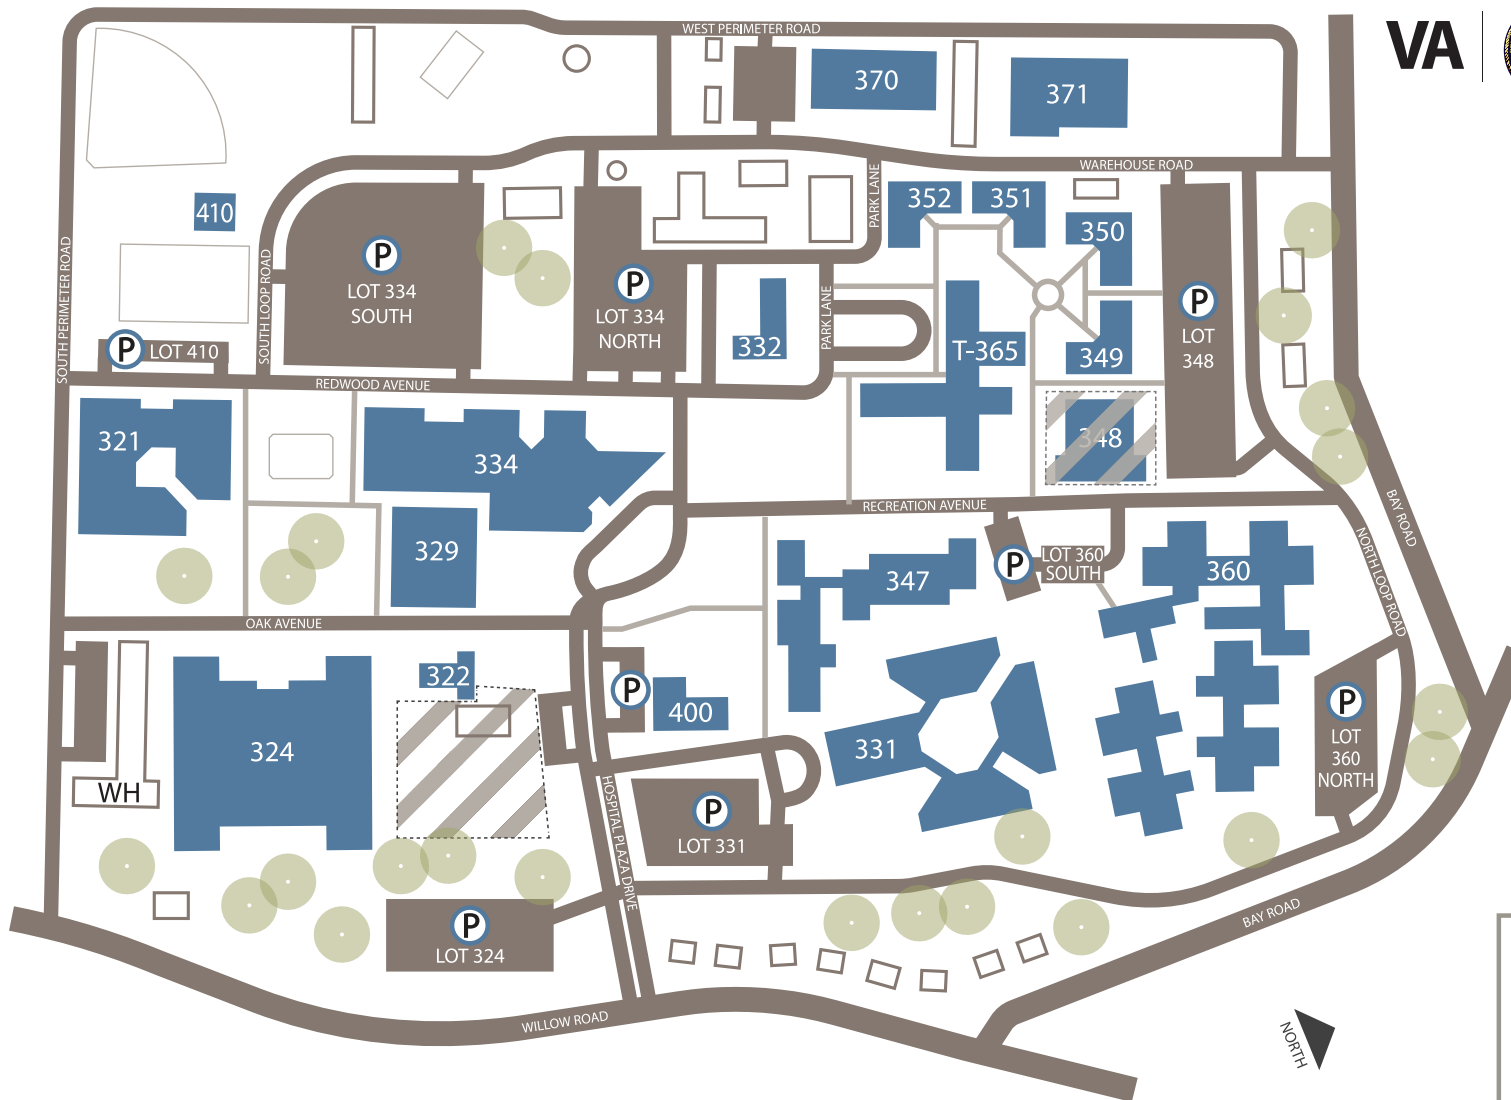 WEST PERIMETER ROAD
VA
370
371
WAREHOUSE ROAD
PARK LANE
352
351
350
410
SOUTH PERIMETER ROAD
SOUTH LOOP ROAD
P
LOT 334
SOUTH
P
LOT 334
NORTH
332
PARK LANE
T-365
349
P
LOT
348
P
LOT 410
REDWOOD AVENUE
321
334
348
329
RECREATION AVENUE
BAY ROAD
NORTH LOOP ROAD
347
P
LOT 360
SOUTH
360
OAK AVENUE
322
P
400
324
WH
331
P
LOT
360
NORTH
HOSPITAL PLAZA DRIVE
P
LOT 331
P
LOT 324
BAY ROAD
WILLOW ROAD
NORTH